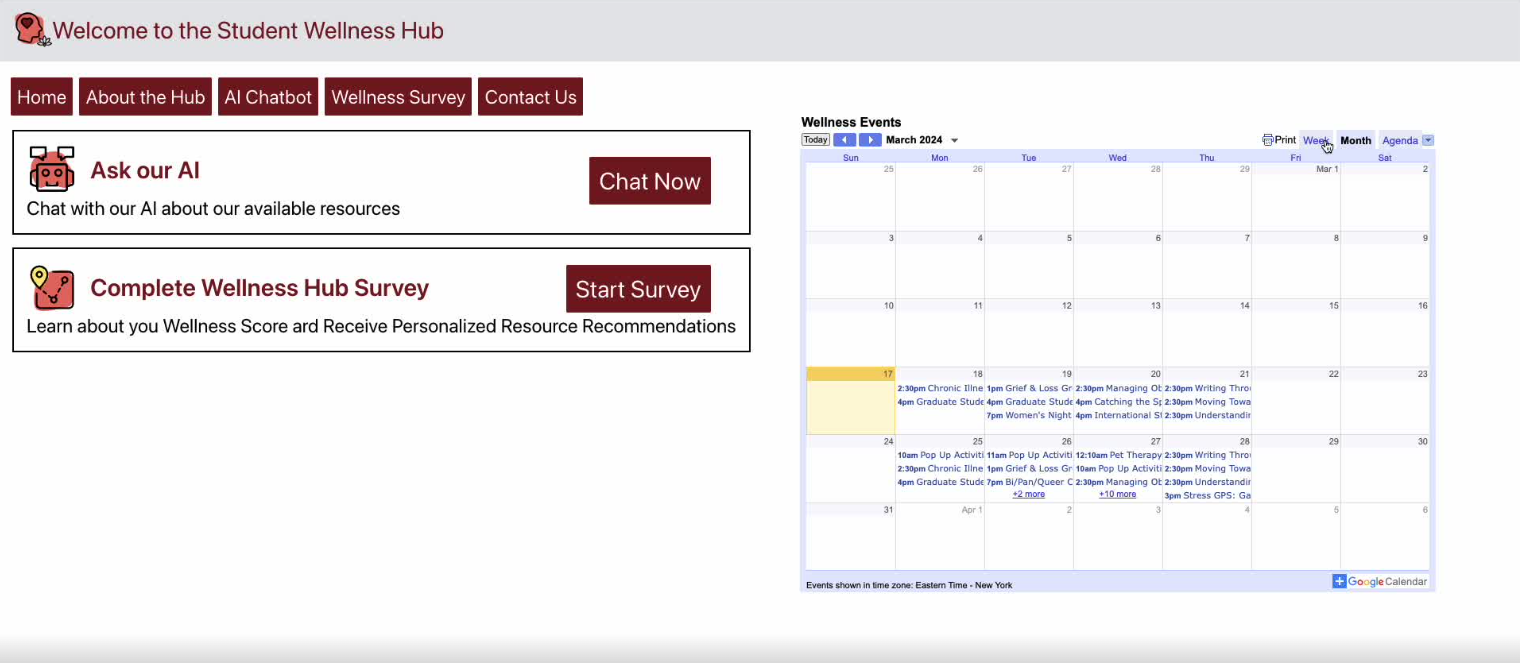 Welcome to the Student Wellness Hub
Home About the Hub AI Chatbot Wellness Survey Contact Us
Ask our AI
Chat Now
Chat with our AI about our available resources
Complete Wellness Hub Survey
Start Survey
Learn about you Wellness Score ard Receive Personalized Resource Recommendations
Wellness Events
Today March 2024 Print Week Month Agenda
Sun Mon Tue Wed Thu Fri Sat
25 26 27 28 29 Mar 1 2
3 4 5 6 7 8 9
10 11 12 13 14 15 16
17 18 19 20 21 22 23
2:30pm Chronic Illne 1pm Grief & Loss Gr 2:30pm Managing Ob 2:30pm Writing Thro
4pm Graduate Stude 4pm Graduate Stude 4pm Catching the Sp 2:30pm Moving Towa
7pm Women's Night 4pm International St 2:30pm Understandin
24 25 26 27 28 29 30
10am Pop Up Activiti 11am Pop Up Activiti 12:10am Pet Therapy 2:30pm Writing Thro
2:30pm Chronic Illne 1pm Grief & Loss Gr 10am Pop Up Activiti 2:30pm Moving Towa
4pm Graduate Stude 7pm Bi/Pan/Queer C 2:30pm Managing Ob 2:30pm Understandin
+2 more +10 more 3pm Stress GPS: Ga
31 Apr 1 2 3 4 5 6
Events shown in time zone: Eastern Time - New York
Google Calendar